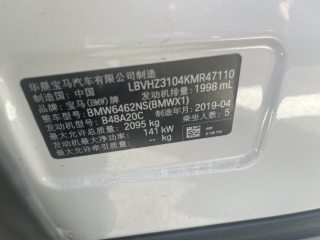 华晨宝马汽车有限公司制造
制造国：中国 LBVHZ3104KMR47110
发动机排量：1998 mL
品牌：宝马(BMW)牌
整车型号：BMW6462NS(BMWX1)
发动机型号：B48A20C 制造年月：2019-04
最大允许总质量：2095 kg 乘坐人数：5
发动机最大净功率：141 kW
最大允许牵引质量：-- kg